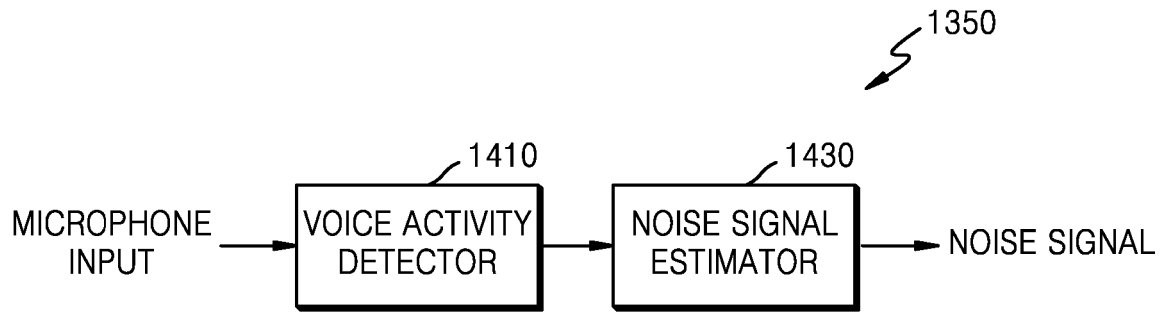 1350
1410
1430
MICROPHONE
INPUT
VOICE ACTIVITY
DETECTOR
NOISE SIGNAL
ESTIMATOR
NOISE SIGNAL